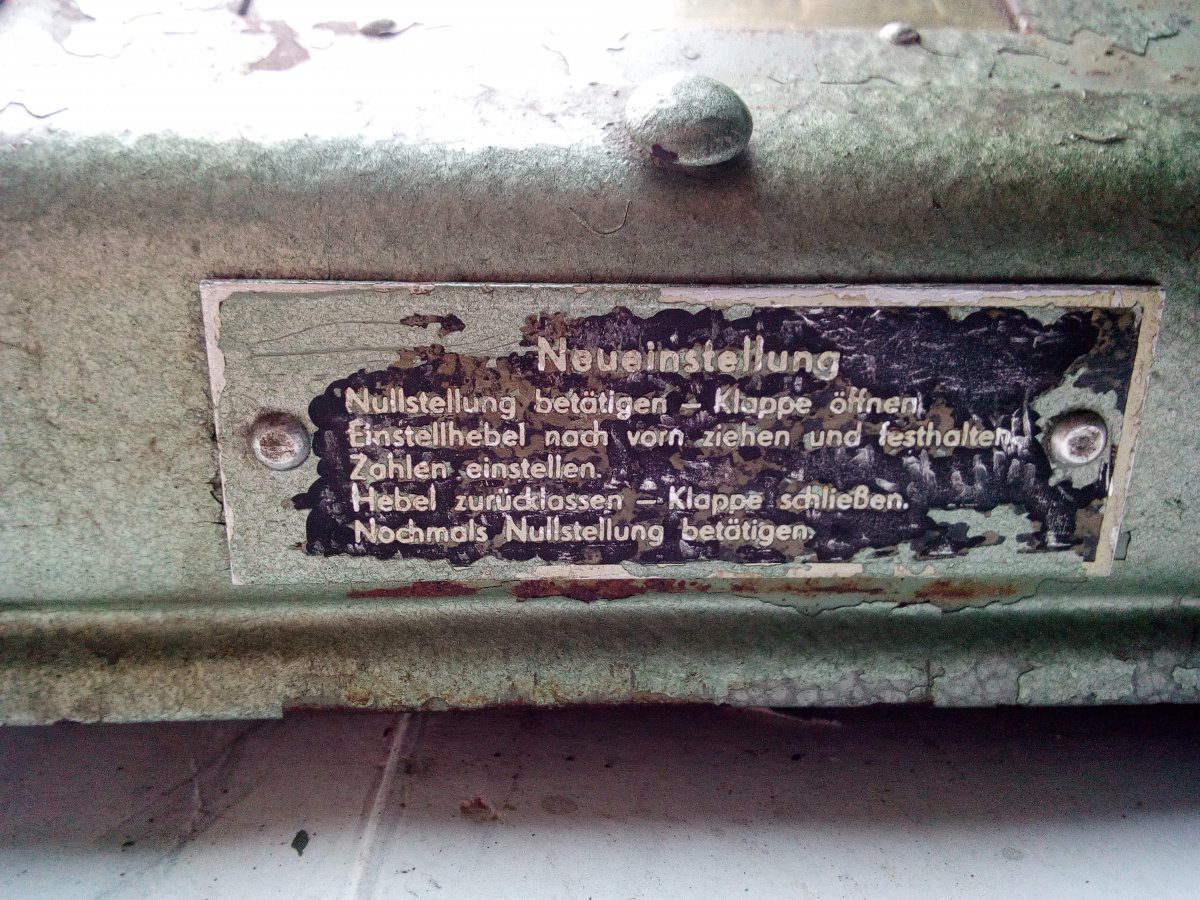 Neueinstellung
Nullstellung betätigen – Klappe öffnen.
Einstellhebel nach vorn ziehen und festhalten.
Zahlen einstellen.
Hebel zurücklassen – Klappe schließen.
Nochmals Nullstellung betätigen.